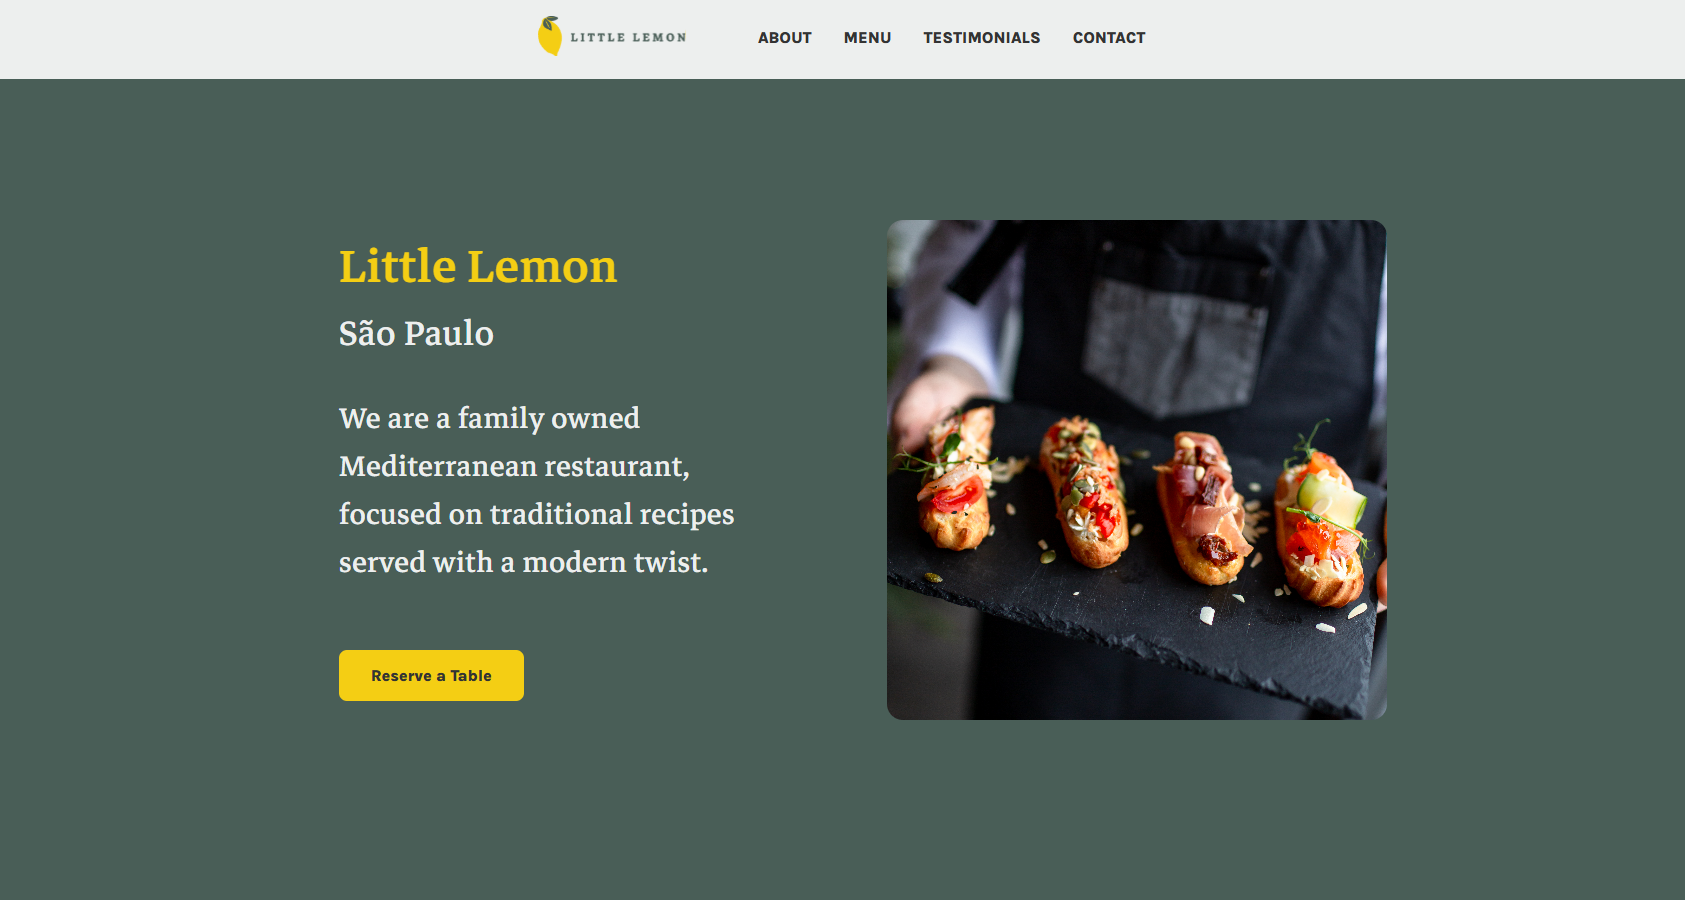 LITTLE LEMON
ABOUT MENU TESTIMONIALS CONTACT
Little Lemon
São Paulo
We are a family owned
Mediterranean restaurant,
focused on traditional recipes
served with a modern twist.
Reserve a Table